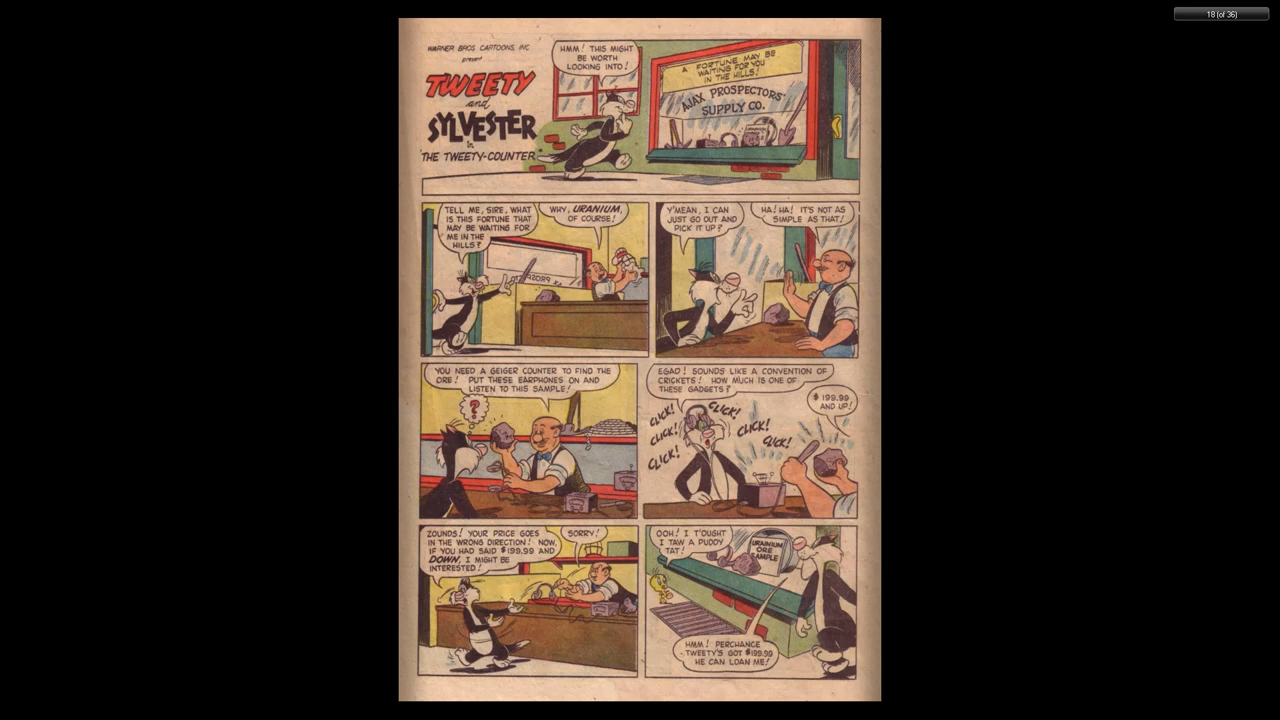 18 (of 36)
WARNER BROS. CARTOONS, INC.
present
TWEETY
and
SYLVESTER
in
"THE TWEETY-COUNTER"
HMM! THIS MIGHT
BE WORTH
LOOKING INTO!
A FORTUNE MAY BE
WAITING FOR YOU
IN THE HILLS!
AJAX PROSPECTORS'
SUPPLY CO.
TELL ME, SIRE, WHAT
IS THIS FORTUNE THAT
MAY BE WAITING FOR
ME IN THE
HILLS?
WHY, URANIUM,
OF COURSE!
Y'MEAN, I CAN
JUST GO OUT AND
PICK IT UP?
HA! HA! IT'S NOT AS
SIMPLE AS THAT!
YOU NEED A GEIGER COUNTER TO FIND THE
ORE! PUT THESE EARPHONES ON AND
LISTEN TO THIS SAMPLE!
?
EGAD! SOUNDS LIKE A CONVENTION OF
CRICKETS! HOW MUCH IS ONE OF
THESE GADGETS?
$199.99
AND UP!
CLICK!
CLICK!
CLICK!
CLICK!
CLICK!
CLICK!
ZOUNDS! YOUR PRICE GOES
IN THE WRONG DIRECTION! NOW,
IF YOU HAD SAID $199.99 AND
DOWN, I MIGHT BE
INTERESTED!
SORRY!
OOH! I T'OUGHT
I TAW A PUDDY
TAT!
URANIUM
ORE
SAMPLE
HMM! PERCHANCE
TWEETY'S GOT $199.99
HE CAN LOAN ME!